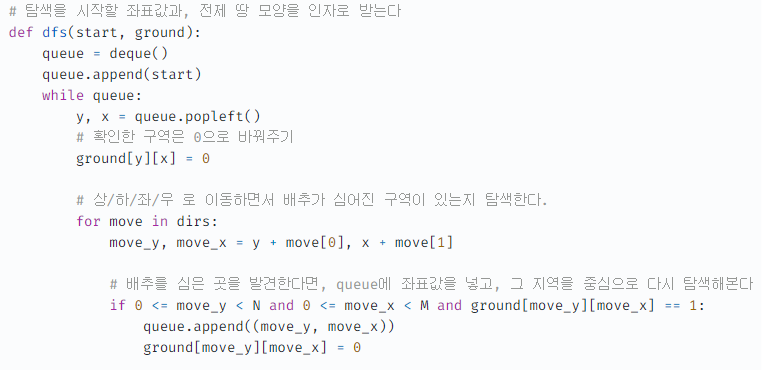 # 탐색을 시작할 좌표값과, 전제 땅 모양을 인자로 받는다
def dfs(start, ground):
    queue = deque()
    queue.append(start)
    while queue:
        y, x = queue.popleft()
        # 확인한 구역은 0으로 바꿔주기
        ground[y][x] = 0

        # 상/하/좌/우 로 이동하면서 배추가 심어진 구역이 있는지 탐색한다.
        for move in dirs:
            move_y, move_x = y + move[0], x + move[1]

            # 배추를 심은 곳을 발견한다면, queue에 좌표값을 넣고, 그 지역을 중심으로 다시 탐색해본다
            if 0 <= move_y < N and 0 <= move_x < M and ground[move_y][move_x] == 1:
                queue.append((move_y, move_x))
                ground[move_y][move_x] = 0